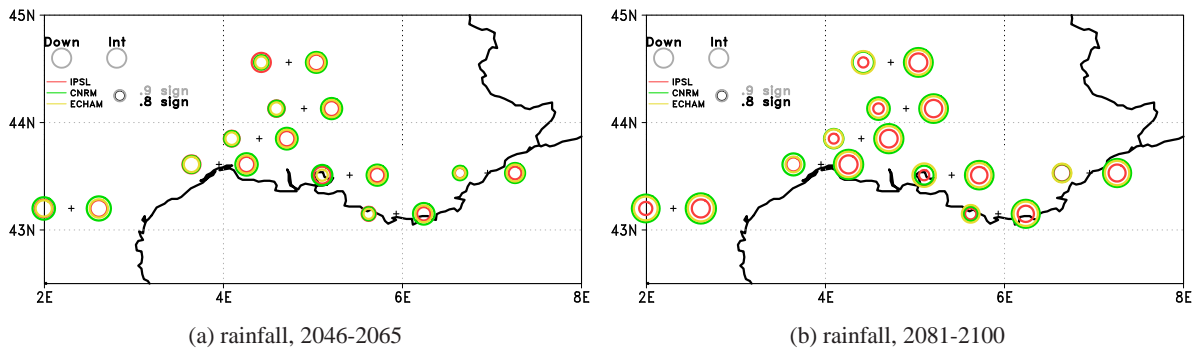 45N
44N
43N
2E 4E 6E 8E
Down Int
IPSL
CNRM
ECHAM
.9 sign
.8 sign
(a) rainfall, 2046-2065
45N
44N
43N
2E 4E 6E 8E
Down Int
IPSL
CNRM
ECHAM
.9 sign
.8 sign
(b) rainfall, 2081-2100